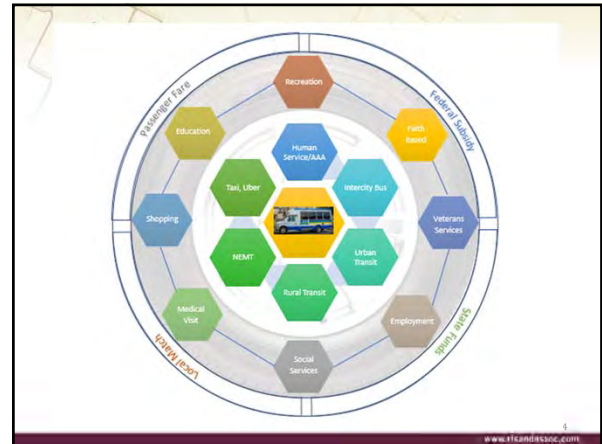 Passenger Fare
Federal Subsidy
Recreation
Education
Faith
based
Human
Service/AAA
Taxi, Uber
Intercity Bus
Shopping
Veterans
Services
NEMT
Urban
Transit
Rural Transit
Medical
Visit
Employment
Social
Services
Local Match
State Funds
4
www.rlsandassoc.com